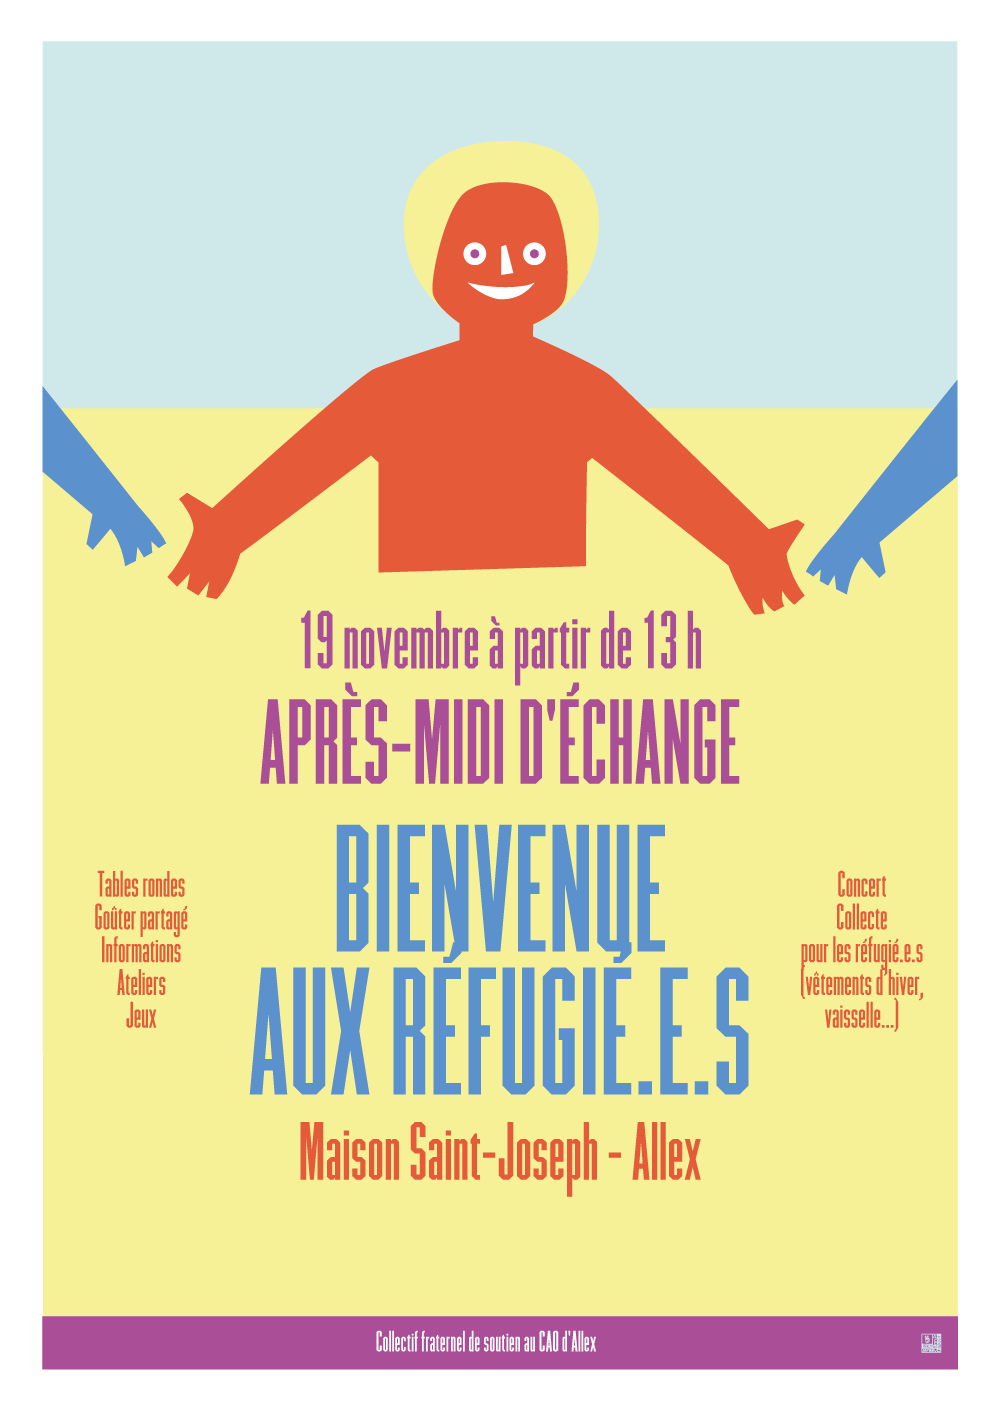 19 novembre à partir de 13 h
APRÈS-MIDI D'ÉCHANGE
BIENVENUE
AUX RÉFUGIÉ.E.S
Tables rondes
Goûter partagé
Informations
Ateliers
Jeux
Concert
Collecte
pour les réfugié.e.s
(vêtements d'hiver,
vaisselle...)
Maison Saint-Joseph - Allex
Collectif fraternel de soutien au CAO d'Allex